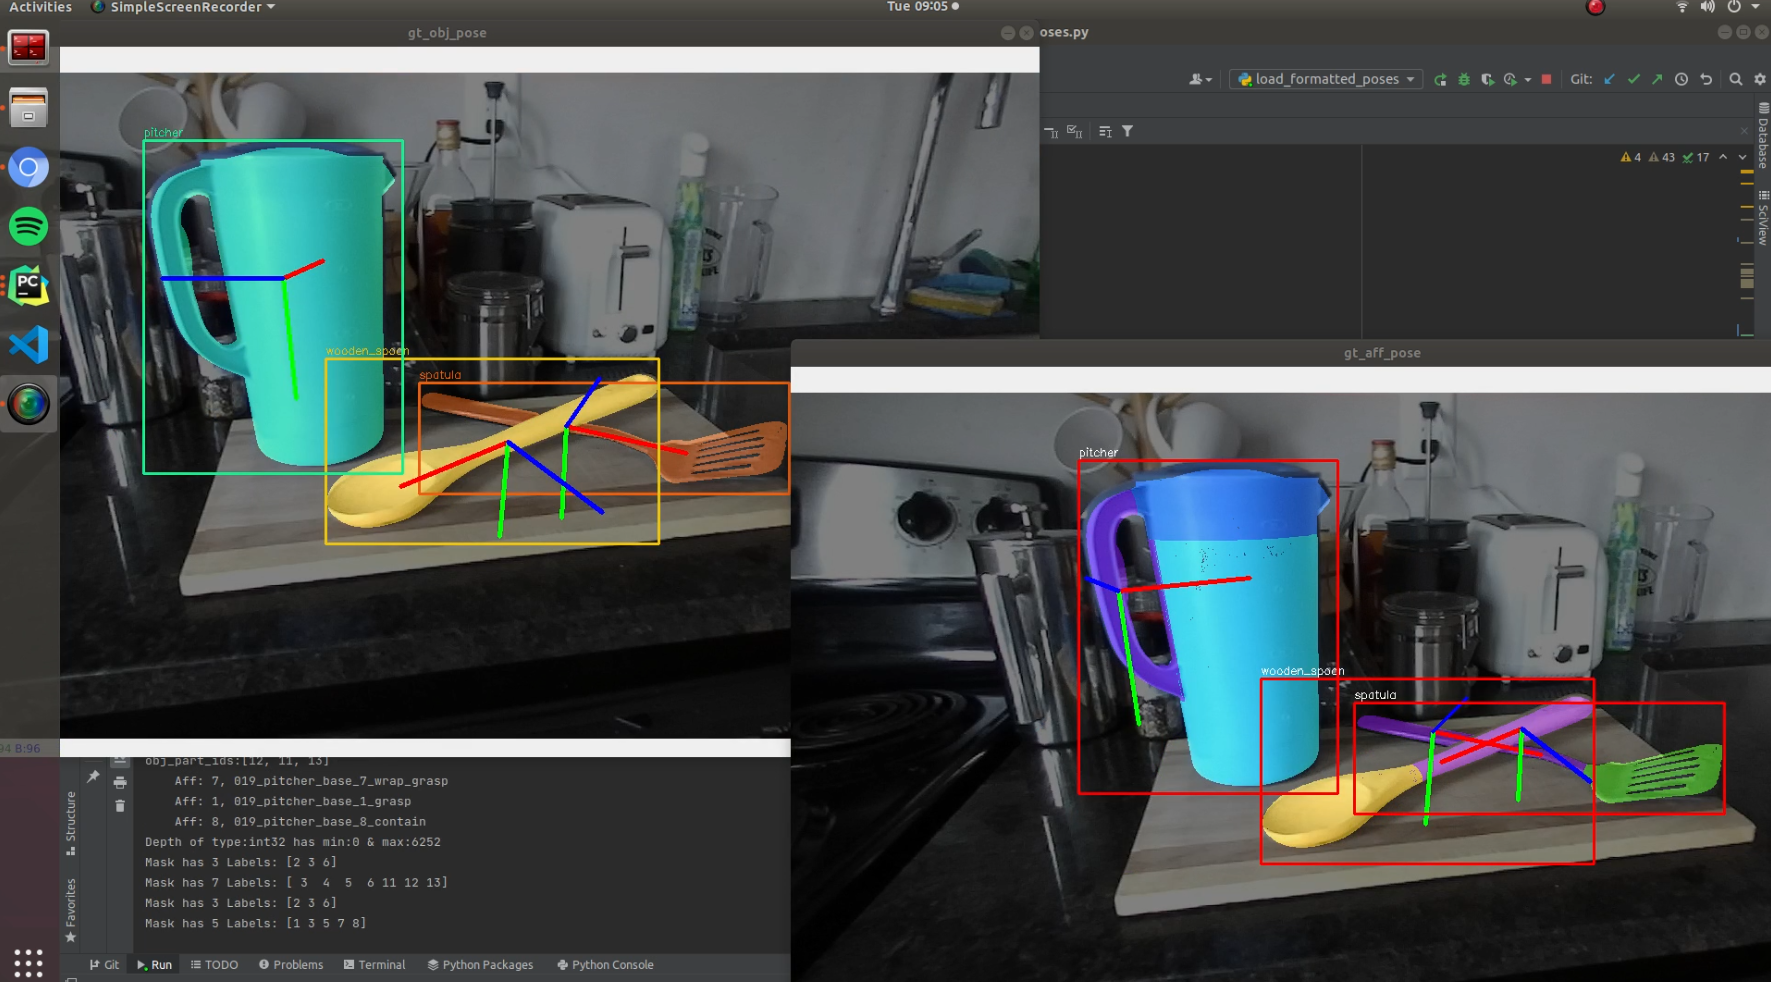 Activities
SimpleScreenRecorder
Tue 09:05
gt_obj_pose
oses.py
load_formatted_poses
Git:
4 43 17
Database
SciView
pitcher
wooden_spoon
spatula
PC
gt_aff_pose
pitcher
wooden_spoon
spatula
94 B:96
obj_part_ids:[12, 11, 13]
Aff: 7, 019_pitcher_base_7_wrap_grasp
Aff: 1, 019_pitcher_base_1_grasp
Aff: 8, 019_pitcher_base_8_contain
Depth of type:int32 has min:0 & max:6252
Mask has 3 Labels: [2 3 6]
Mask has 7 Labels: [ 3  4  5  6 11 12 13]
Mask has 3 Labels: [2 3 6]
Mask has 5 Labels: [1 3 5 7 8]
Structure
Favorites
Git
Run
TODO
Problems
Terminal
Python Packages
Python Console